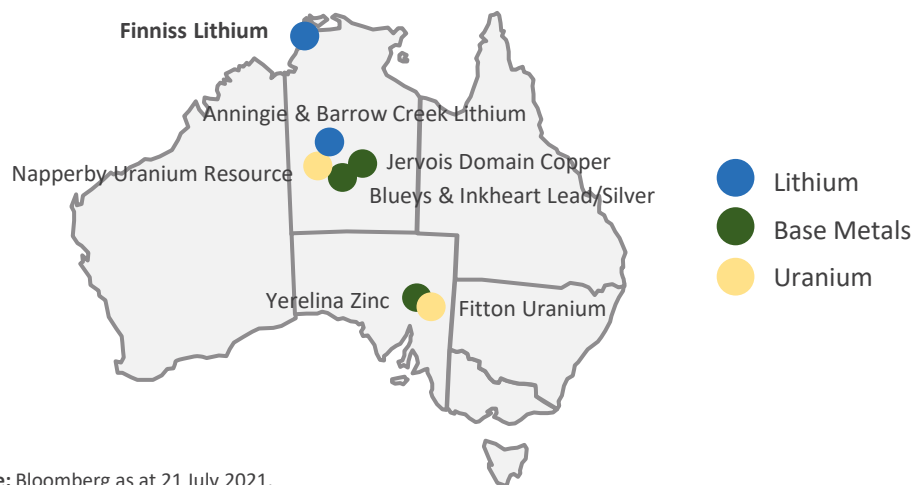 Finniss Lithium
Anningie & Barrow Creek Lithium
Jervois Domain Copper
Napperby Uranium Resource
Blueys & Inkheart Lead/Silver
Yerelina Zinc
Fitton Uranium
Lithium
Base Metals
Uranium
e: Bloomberg as at 21 July 2021.